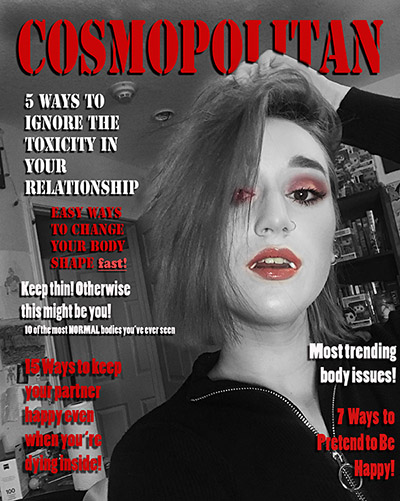 COSMOPOLITAN
5 WAYS TO
IGNORE THE
TOXICITY IN
YOUR
RELATIONSHIP
EASY WAYS
TO CHANGE
YOUR BODY
SHAPE fast!
Keep thin! Otherwise
this might be you!
10 of the most NORMAL bodies you've ever seen
15 Ways to keep
your partner
happy even
when you're
dying inside!
Most trending
body issues!
7 Ways to
Pretend to Be
Happy!
100